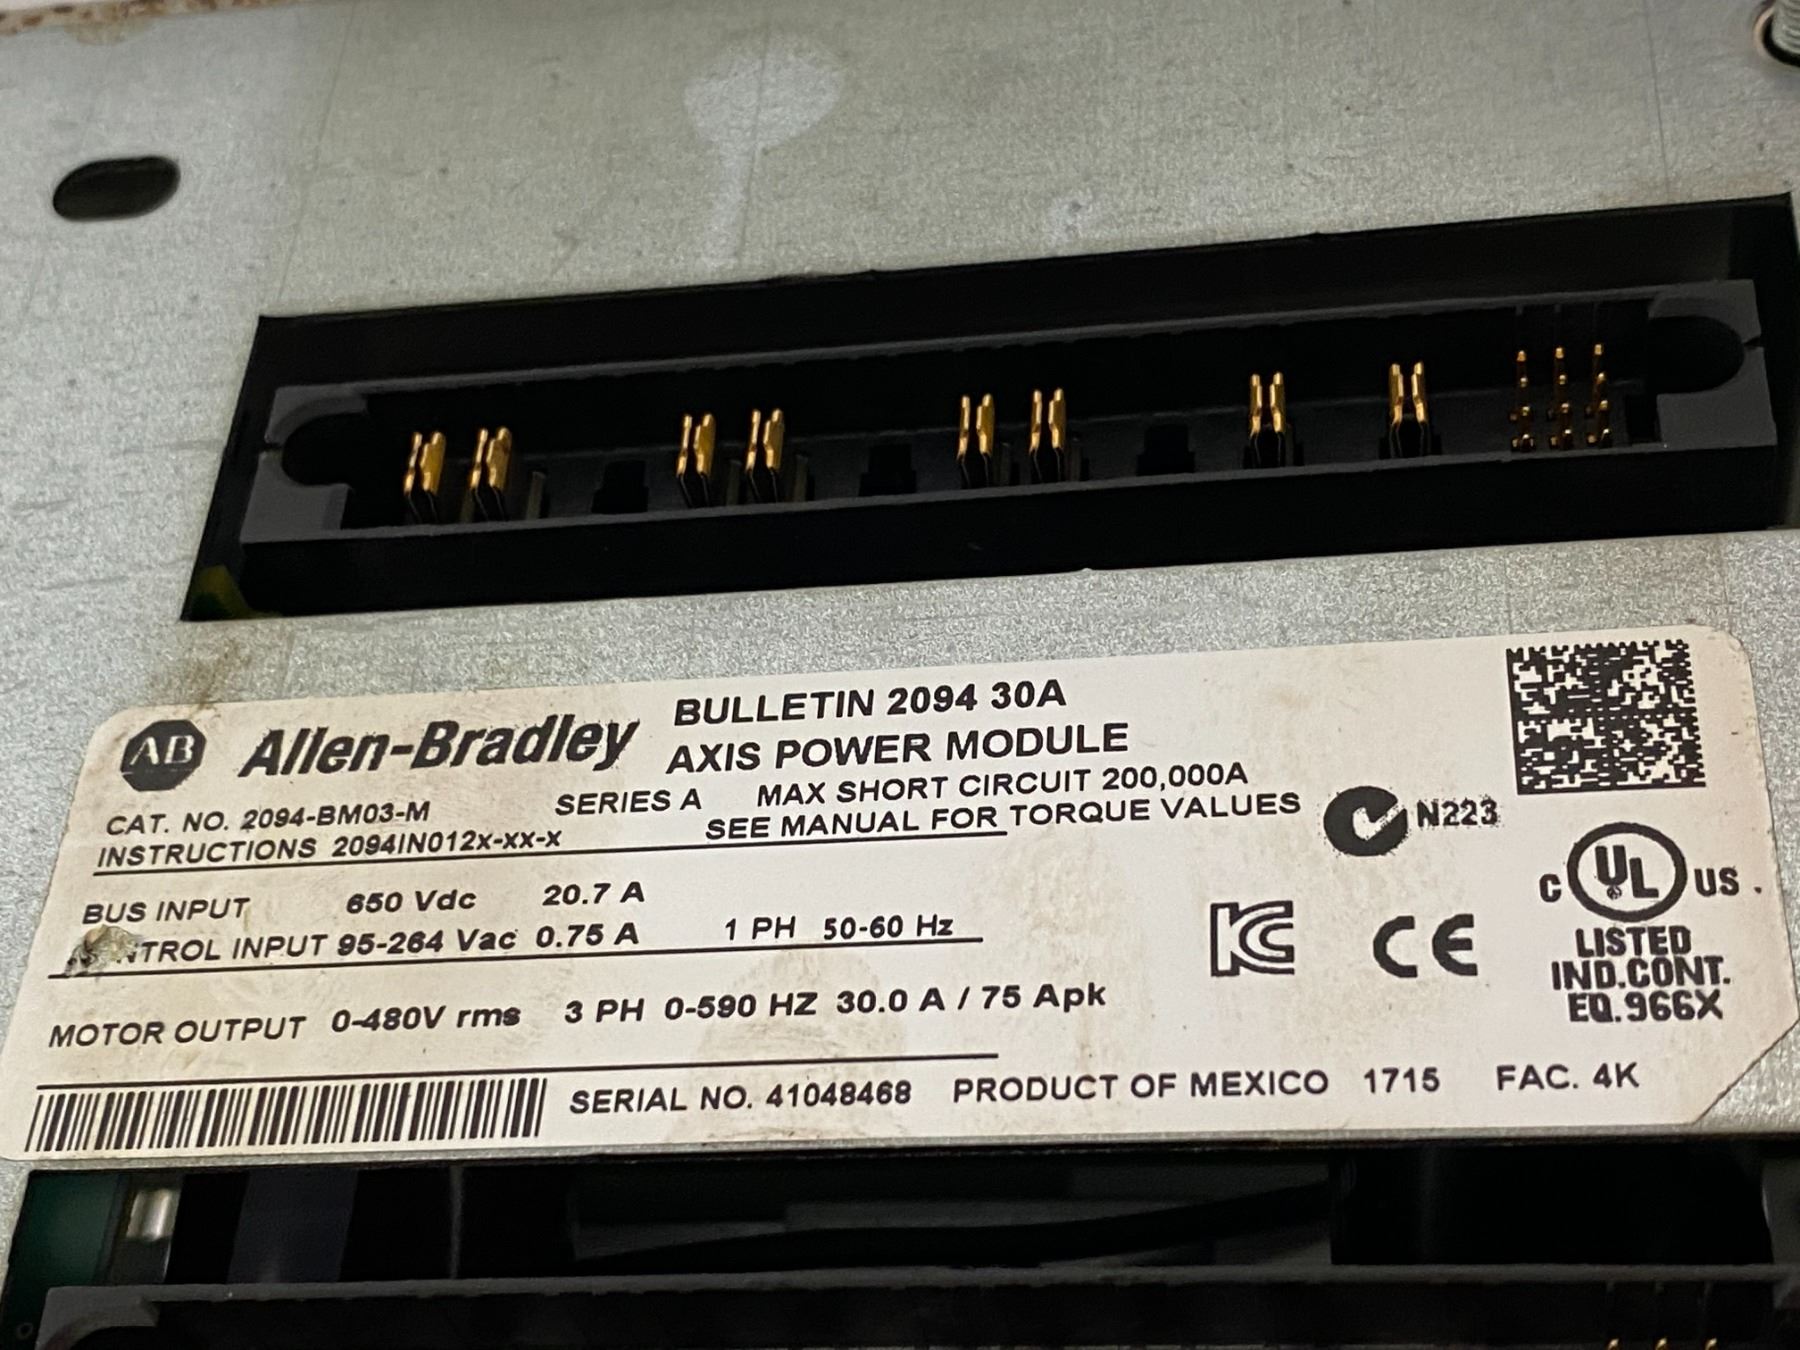 AB Allen-Bradley
BULLETIN 2094 30A
AXIS POWER MODULE
CAT. NO. 2094-BM03-M
SERIES A MAX SHORT CIRCUIT 200,000A
INSTRUCTIONS 2094IN012x-xx-x
SEE MANUAL FOR TORQUE VALUES
N223
BUS INPUT 650 Vdc 20.7 A
NTROL INPUT 95-264 Vac 0.75 A 1 PH 50-60 Hz
MOTOR OUTPUT 0-480V rms 3 PH 0-590 HZ 30.0 A / 75 Apk
KC
CE
C UL US
LISTED
IND.CONT.
EQ.966X
SERIAL NO. 41048468 PRODUCT OF MEXICO 1715 FAC. 4K